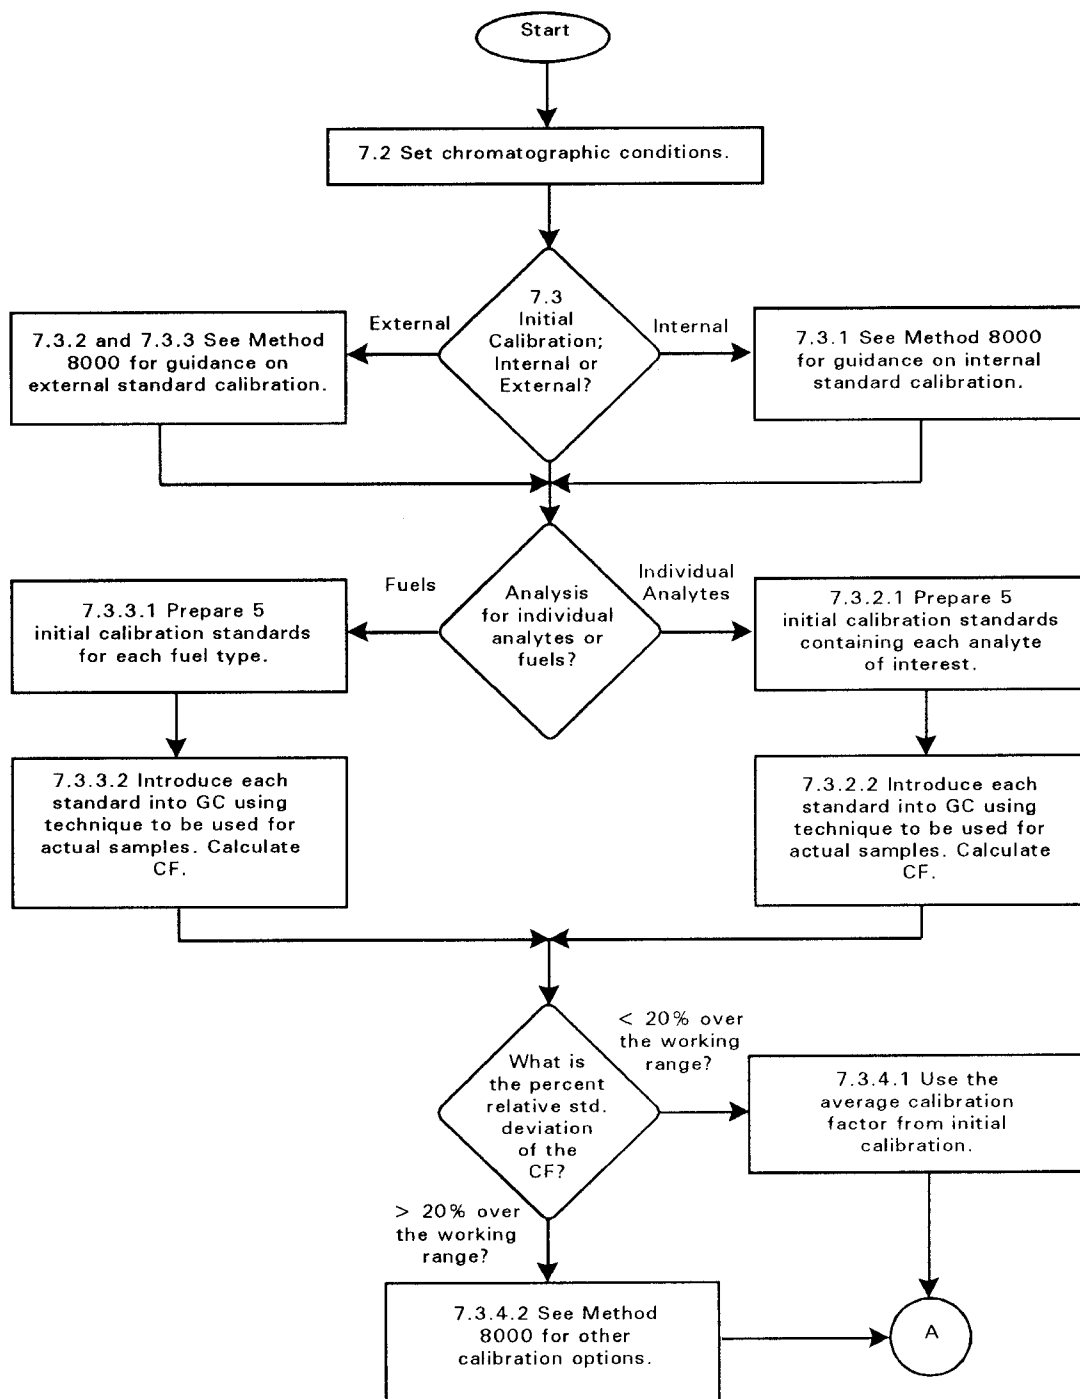 Start
7.2 Set chromatographic conditions.
7.3
Initial
Calibration;
Internal or
External?
External
Internal
7.3.2 and 7.3.3 See Method
8000 for guidance on
external standard calibration.
7.3.1 See Method 8000
for guidance on internal
standard calibration.
Analysis
for individual
analytes or
fuels?
Fuels
Individual
Analytes
7.3.3.1 Prepare 5
initial calibration standards
for each fuel type.
7.3.2.1 Prepare 5
initial calibration standards
containing each analyte
of interest.
7.3.3.2 Introduce each
standard into GC using
technique to be used for
actual samples. Calculate
CF.
7.3.2.2 Introduce each
standard into GC using
technique to be used for
actual samples. Calculate
CF.
What is
the percent
relative std.
deviation
of the
CF?
< 20% over
the working
range?
7.3.4.1 Use the
average calibration
factor from initial
calibration.
> 20% over
the working
range?
7.3.4.2 See Method
8000 for other
calibration options.
A